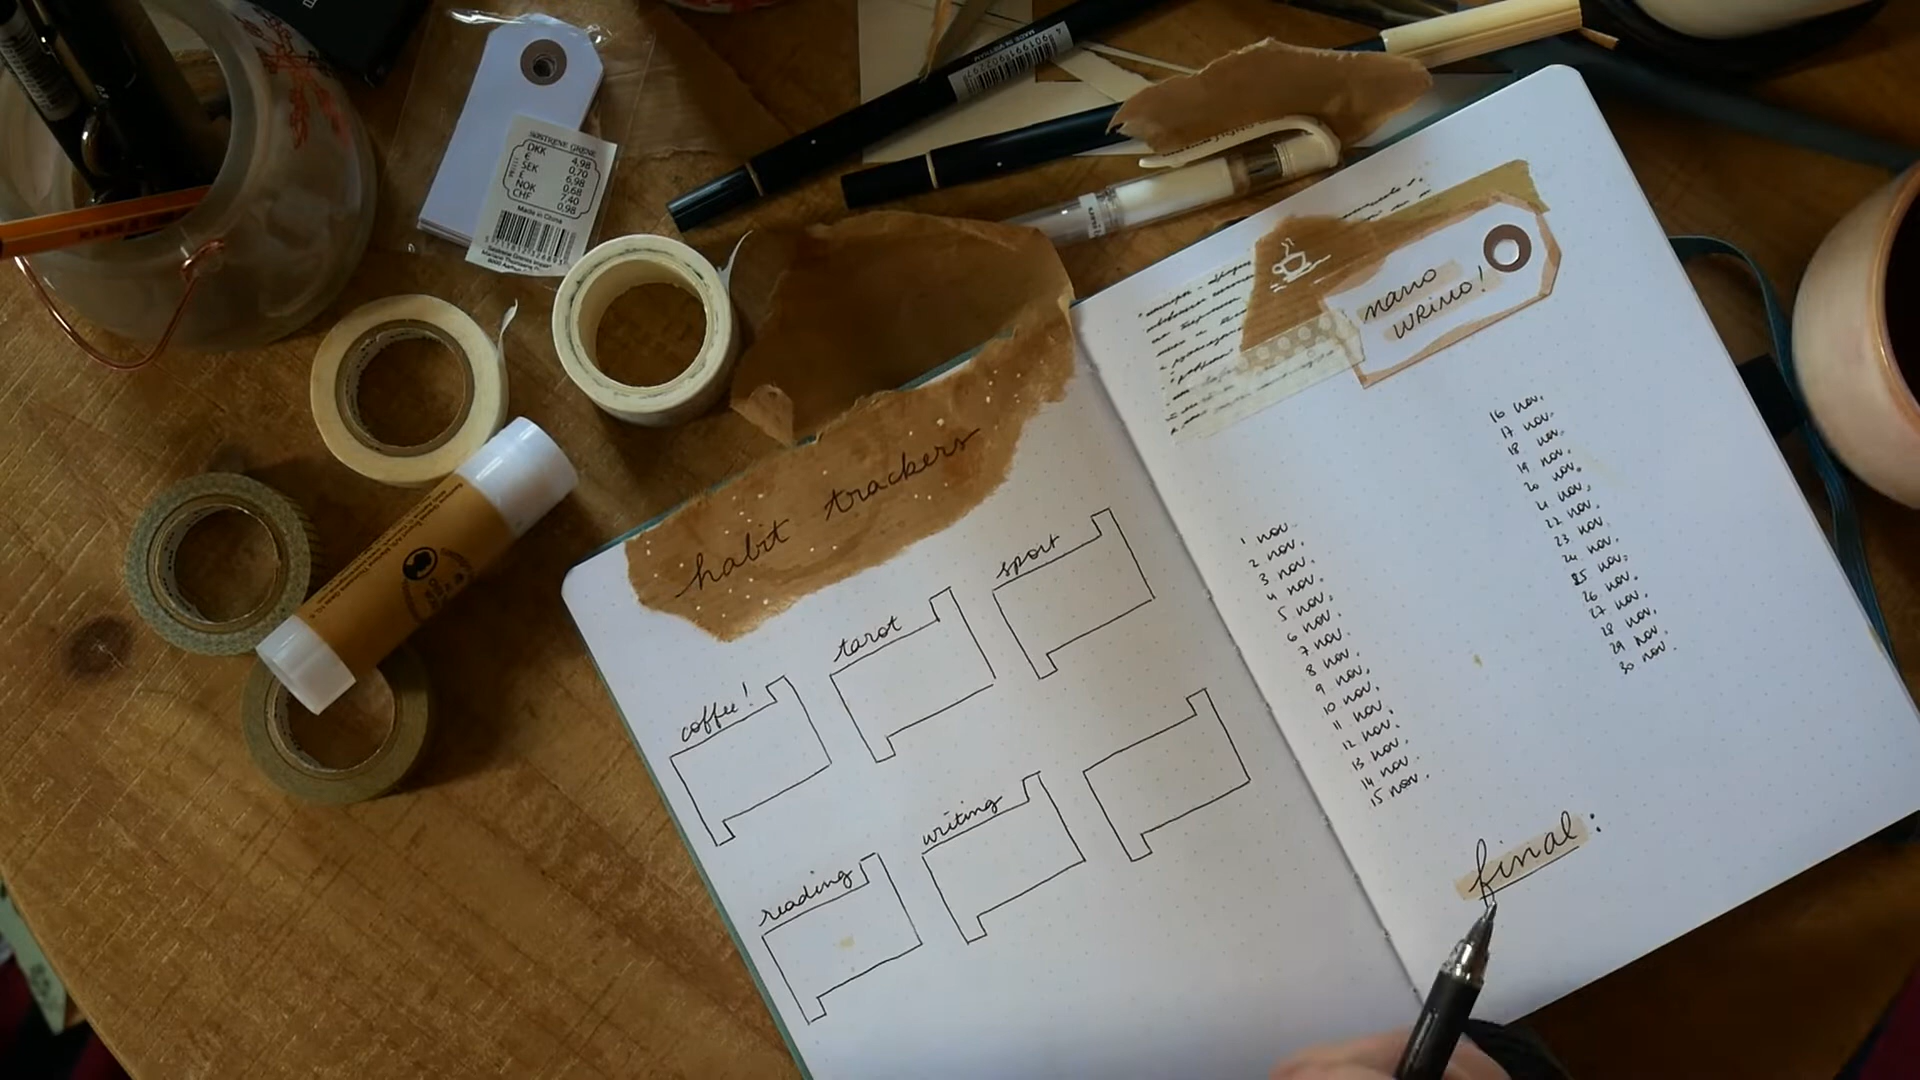 SØSTRENE GRENE
DKK 4,98
€ 0,70
SEK 6,98
£ 0,68
NOK 7,40
CHF 0,98
Made in China
MADE IN VIETNAM
habit trackers
coffee!
tarot
sport
reading
writing
nano
wrimo!
1 nov.
2 nov.
3 nov.
4 nov.
5 nov.
6 nov.
7 nov.
8 nov.
9 nov.
10 nov.
11 nov.
12 nov.
13 nov.
14 nov.
15 nov.
16 nov.
17 nov.
18 nov.
19 nov.
20 nov.
21 nov.
22 nov.
23 nov.
24 nov.
25 nov.
26 nov.
27 nov.
28 nov.
29 nov.
30 nov.
final: